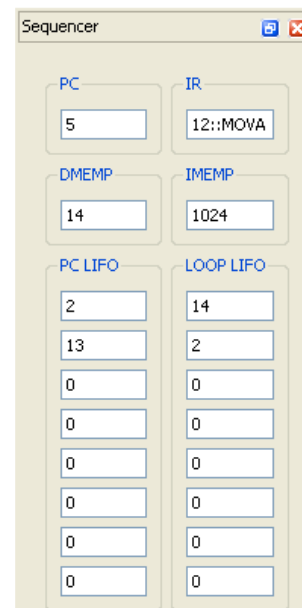 Sequencer
PC IR
5 12::MOVA
DMEMP IMEMP
14 1024
PC LIFO LOOP LIFO
2 14
13 2
0 0
0 0
0 0
0 0
0 0
0 0